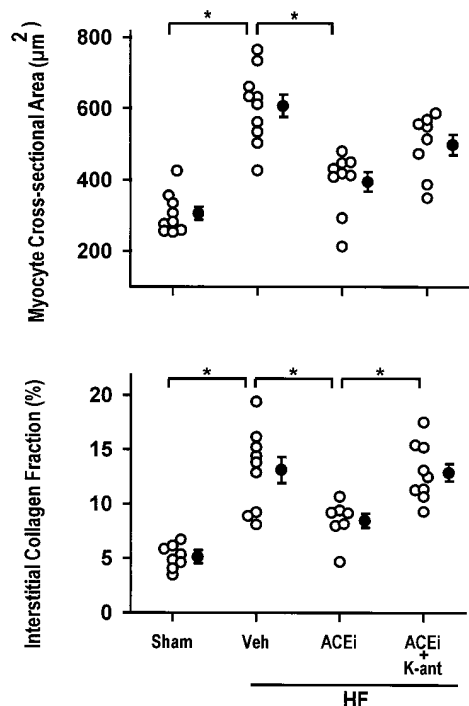 * *
Myocyte Cross-sectional Area (µm2)
800
600
400
200
* * *
Interstitial Collagen Fraction (%)
20
15
10
5
0
Sham Veh ACEi ACEi
+
K-ant
HF